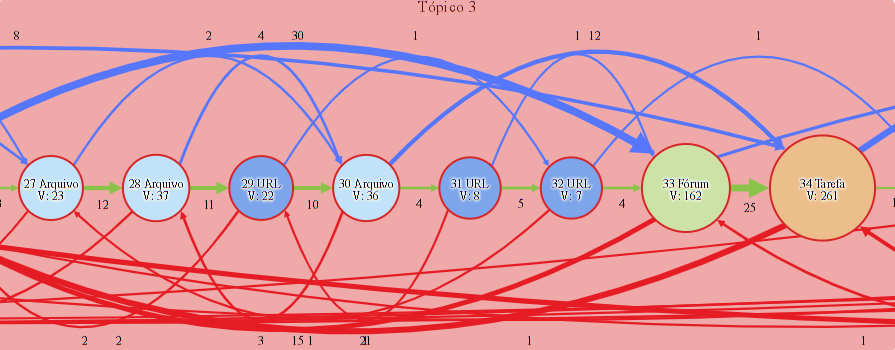 Tópico 3
8
2
4
30
1
1
12
1
27 Arquivo
V: 23
28 Arquivo
V: 37
29 URL
V: 22
30 Arquivo
V: 36
31 URL
V: 8
32 URL
V: 7
33 Fórum
V: 162
34 Tarefa
V: 261
12
11
10
4
5
4
25
2
2
3
15
1
1
1